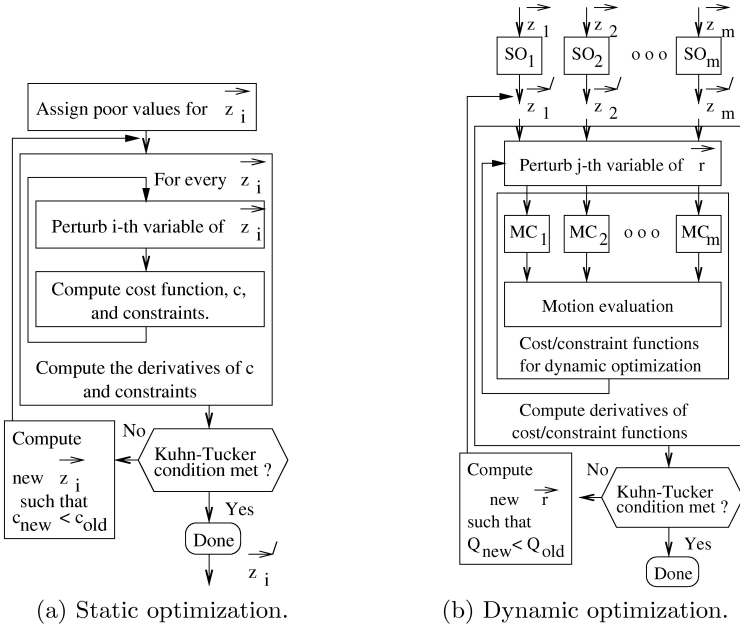 Assign poor values for z i
For every z i
Perturb i-th variable of z i
Compute cost function, c,
and constraints.
Compute the derivatives of c
and constraints
No
Compute
new z i
such that
c new < c old
Kuhn-Tucker
condition met ?
Yes
Done
z i ′
(a) Static optimization.
z 1 z 2 z m
SO 1 SO 2 o o o SO m
z 1 ′ z 2 ′ z m ′
Perturb j-th variable of r
MC 1 MC 2 o o o MC m
Motion evaluation
Cost/constraint functions
for dynamic optimization
Compute derivatives of
cost/constraint functions
No
Compute
new r
such that
Q new < Q old
Kuhn-Tucker
condition met ?
Yes
Done
(b) Dynamic optimization.